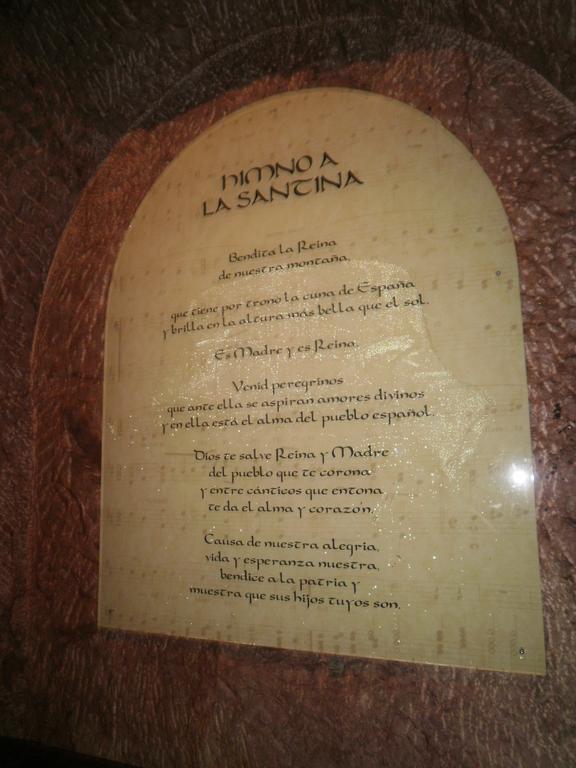 HIMNO A
LA SANTINA
Bendita la Reina
de nuestra montaña,
que tiene por trono la cuna de España
y brilla en la altura más bella que el sol.
Es Madre y es Reina.
Venid peregrinos
que ante ella se aspiran amores divinos
y en ella está el alma del pueblo español.
Dios te salve Reina y Madre
del pueblo que te corona
y entre cánticos que entona
te da el alma y corazón.
Causa de nuestra alegría,
vida y esperanza nuestra,
bendice a la patria y
muestra que sus hijos tuyos son.